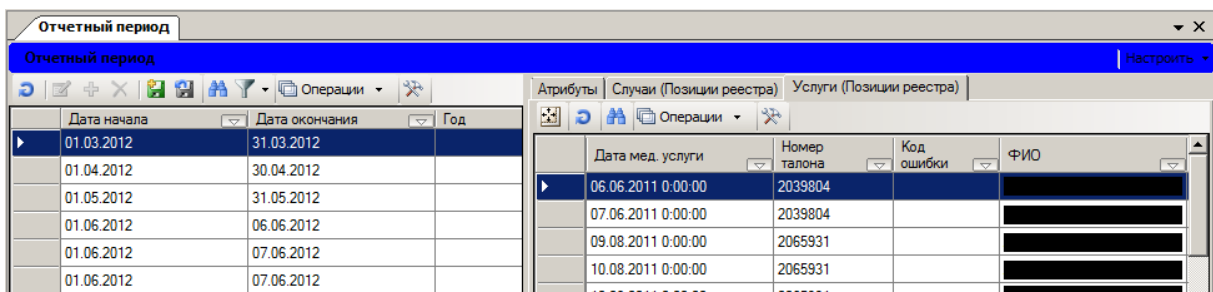 Отчетный период
Отчетный период Настроить
Операции
Атрибуты Случаи (Позиции реестра) Услуги (Позиции реестра)
Операции
Дата начала Дата окончания Год
Дата мед. услуги Номер талона Код ошибки ФИО
01.03.2012 31.03.2012
01.04.2012 30.04.2012
01.05.2012 31.05.2012
01.06.2012 06.06.2012
01.06.2012 07.06.2012
01.06.2012 07.06.2012
06.06.2011 0:00:00 2039804
07.06.2011 0:00:00 2039804
09.08.2011 0:00:00 2065931
10.08.2011 0:00:00 2065931